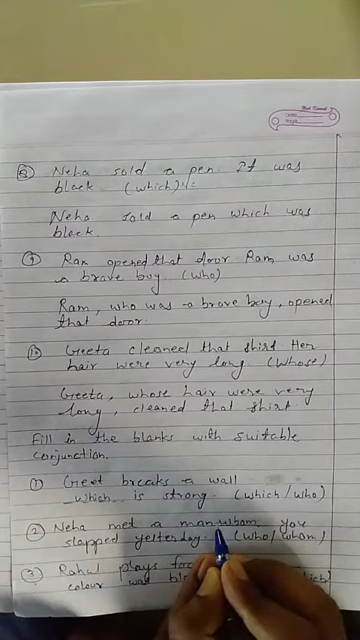 ⑧ Neha sold a pen. It was
black. (which)
Neha sold a pen which was
black.
⑨ Ram opened that door Ram was
a brave boy. (who)
Ram, who was a brave boy, opened
that door.
⑩ Geeta cleaned that shirt Her
hair were very long (whose)
Geeta, whose hair were very
long, cleaned that shirt.
Fill in the blanks with suitable
conjunction.
① Geet breaks a wall
which is strong. (which/who)
② Neha met a man whom you
slapped yesterday. (who/whom)
③ Rahul plays
colour was